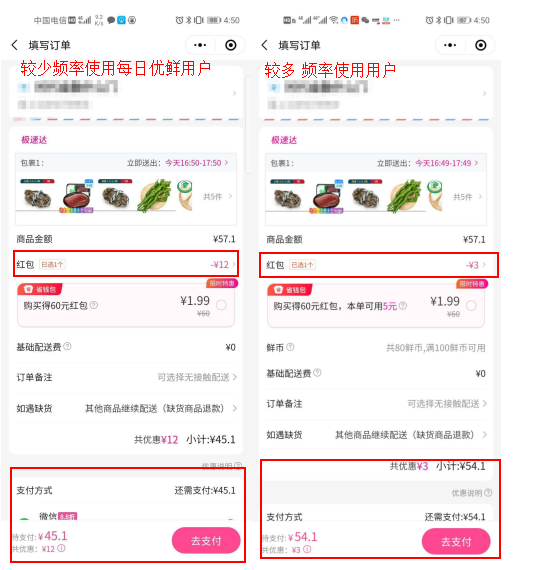 中国电信 HD 4G 9.2 K/s 4:50
填写订单
较少频率使用每日优鲜用户
极速达
包裹1： 立即送出：今天16:50-17:50
共5件
商品金额 ¥57.1
红包 已选1个 -¥12
省钱包 限时特惠
购买得60元红包 ¥1.99
¥60
基础配送费 ¥0
订单备注 可选择无接触配送
如遇缺货 其他商品继续配送（缺货商品退款）
共优惠¥12 小计:¥45.1
优惠说明
支付方式 还需支付:¥45.1
微信 8.8折
待支付: ¥45.1
共优惠: ¥12
去支付
HD 4:50
填写订单
较多 频率使用用户
极速达
包裹1： 立即送出：今天16:49-17:49
共5件
商品金额 ¥57.1
红包 已选1个 -¥3
省钱包 限时特惠
购买得60元红包，本单可用5元 ¥1.99
¥60
鲜币 共80鲜币,满100鲜币可用
基础配送费 ¥0
订单备注 可选择无接触配送
如遇缺货 其他商品继续配送（缺货商品退款）
共优惠¥3 小计:¥54.1
优惠说明
支付方式 还需支付:¥54.1
待支付: ¥54.1
共优惠: ¥3
去支付